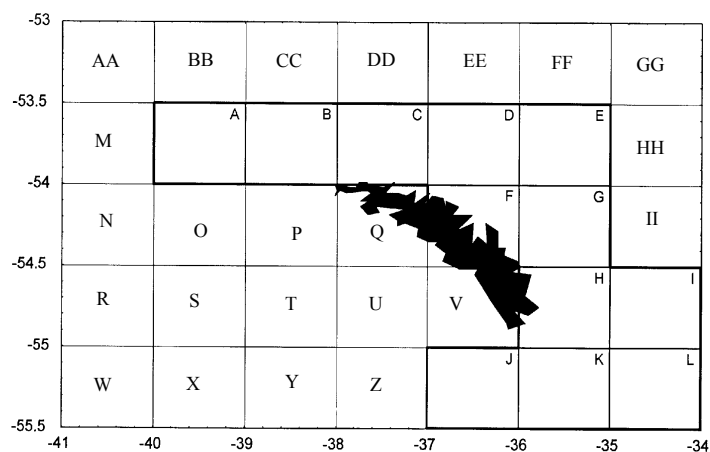 -53
AA BB CC DD EE FF GG
-53.5
A B C D E
M HH
-54
F G
N O P Q II
-54.5
H I
R S T U V
-55
J K L
W X Y Z
-55.5
-41 -40 -39 -38 -37 -36 -35 -34